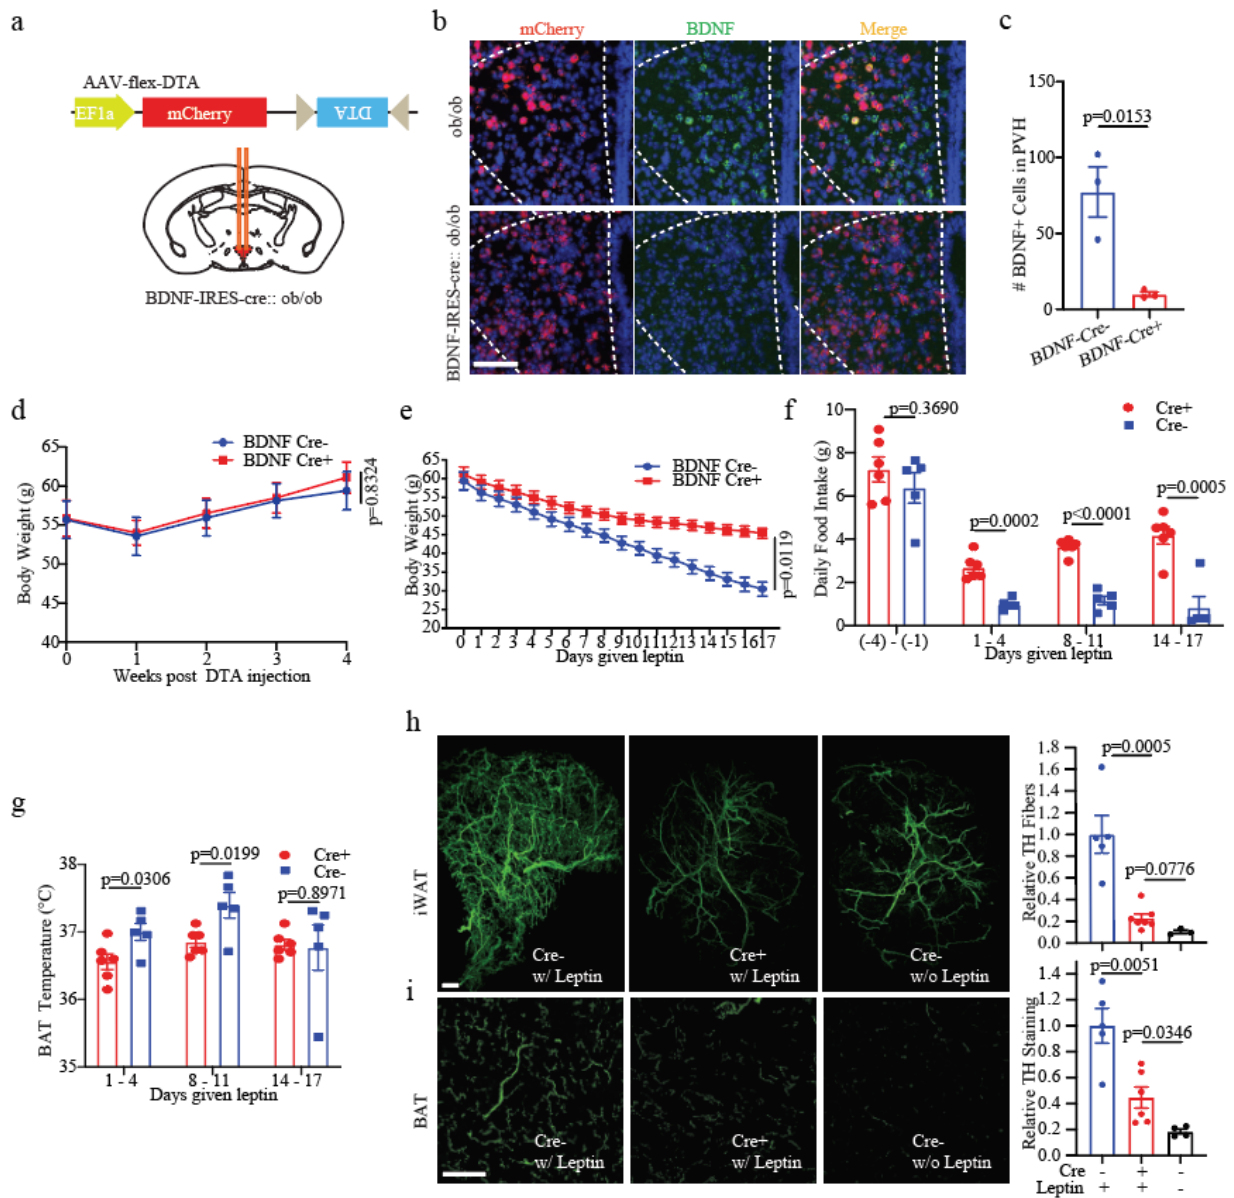 a
AAV-flex-DTA
EF1a
mCherry
DTA
BDNF-IRES-cre:: ob/ob
b
mCherry
BDNF
Merge
ob/ob
BDNF-IRES-cre:: ob/ob
c
# BDNF+ Cells in PVH
150
100
50
0
p=0.0153
BDNF-Cre-
BDNF-Cre+
d
Body Weight (g)
65
60
55
50
45
40
BDNF Cre-
BDNF Cre+
p=0.8324
0 1 2 3 4
Weeks post DTA injection
e
Body Weight (g)
65
60
55
50
45
40
35
30
25
20
BDNF Cre-
BDNF Cre+
p=0.0119
0 1 2 3 4 5 6 7 8 9 10 11 12 13 14 15 16 17
Days given leptin
f
Daily Food Intake (g)
10
8
6
4
2
0
p=0.3690
p=0.0002
p<0.0001
p=0.0005
Cre+
Cre-
(-4) - (-1) 1 - 4 8 - 11 14 - 17
Days given leptin
g
BAT Temperature (°C)
38
37
36
35
p=0.0306
p=0.0199
p=0.8971
Cre+
Cre-
1 - 4 8 - 11 14 - 17
Days given leptin
h
iWAT
Cre-
w/ Leptin
Cre+
w/ Leptin
Cre-
w/o Leptin
Relative TH Fibers
1.8
1.6
1.4
1.2
1.0
0.8
0.6
0.4
0.2
0.0
p=0.0005
p=0.0776
i
BAT
Cre-
w/ Leptin
Cre+
w/ Leptin
Cre-
w/o Leptin
Relative TH Staining
1.4
1.2
1.0
0.8
0.6
0.4
0.2
0.0
p=0.0051
p=0.0346
Cre - + -
Leptin + + -